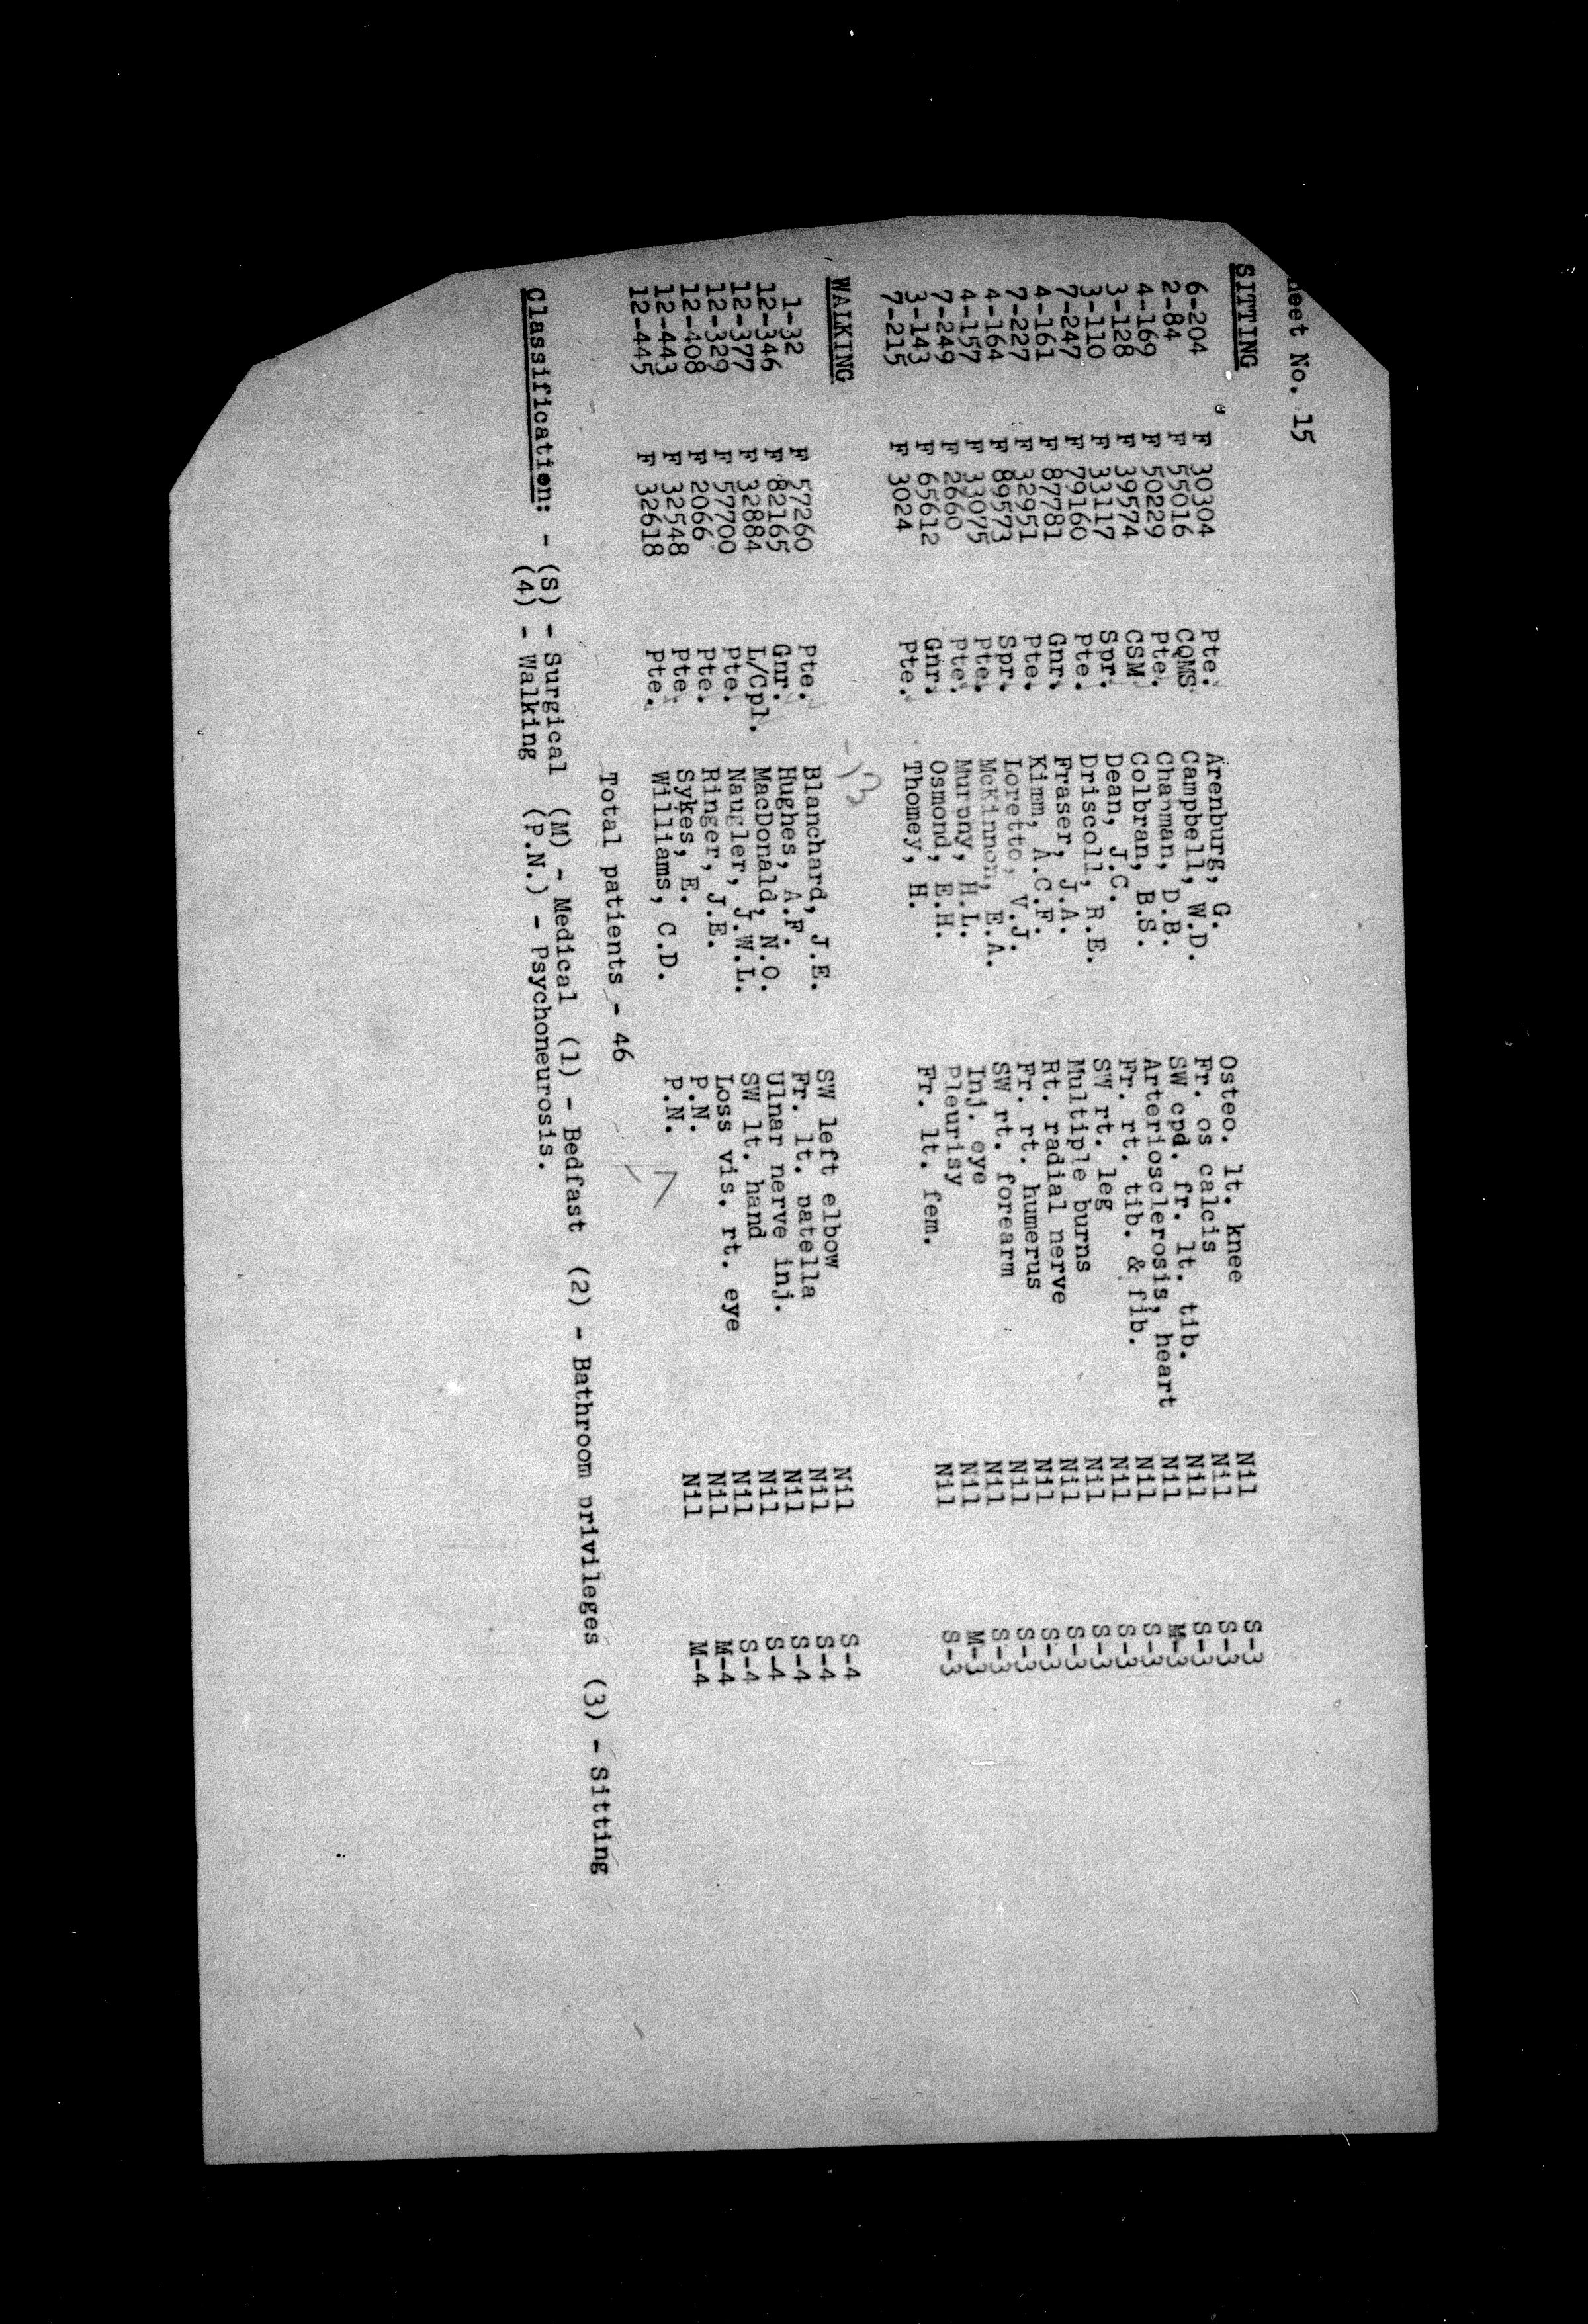 heet No. 15
SITTING
6-204 F 30304 Pte. Arenburg, G. Osteo. lt. knee Nil S-3
2-84 F 55016 CQMS Campbell, W.D. Fr. os calcis Nil S-3
4-169 F 50229 Pte. Chapman, D.B. SW cpd. fr. lt. tib. Nil S-3
3-128 F 39574 CSM Colbran, B.S. Arteriosclerosis, heart Nil M-3
3-110 F 33117 Spr. Dean, J.C. Fr. rt. tib. & fib. Nil S-3
7-247 F 79160 Pte. Driscoll, R.E. SW rt. leg Nil S-3
4-161 F 87781 Gnr. Fraser, J.A. Multiple burns Nil S-3
7-227 F 32951 Pte. Kimm, A.C.F. Rt. radial nerve Nil S-3
4-164 F 89573 Spr. Loretto, V.J. Fr. rt. humerus Nil S-3
4-157 F 33075 Pte. McKinnon, E.A. SW rt. forearm Nil S-3
7-249 F 2660 Pte. Murphy, H.L. Inj. eye Nil S-3
3-143 F 65612 Gnr. Osmond, E.H. Pleurisy Nil M-3
7-215 F 3024 Pte. Thomey, H. Fr. lt. fem. Nil S-3
13
WALKING
1-32 F 57260 Pte. Blanchard, J.E. SW left elbow Nil S-4
12-346 F 82165 Gnr. Hughes, A.F. Fr. lt. patella Nil S-4
12-377 F 32884 L/Cpl. MacDonald, N.O. Ulnar nerve inj. Nil S-4
12-329 F 57700 Pte. Naugler, J.W.L. SW lt. hand Nil S-4
12-408 F 2066 Pte. Ringer, J.E. Loss vis. rt. eye Nil S-4
12-443 F 32548 Pte. Sykes, E. P.N. Nil M-4
12-445 F 32618 Pte. Williams, C.D. P.N. Nil M-4
7
Total patients - 46
Classification: - (S) - Surgical (M) - Medical (1) - Bedfast (2) - Bathroom privileges (3) - Sitting
(4) - Walking (P.N.) - Psychoneurosis.